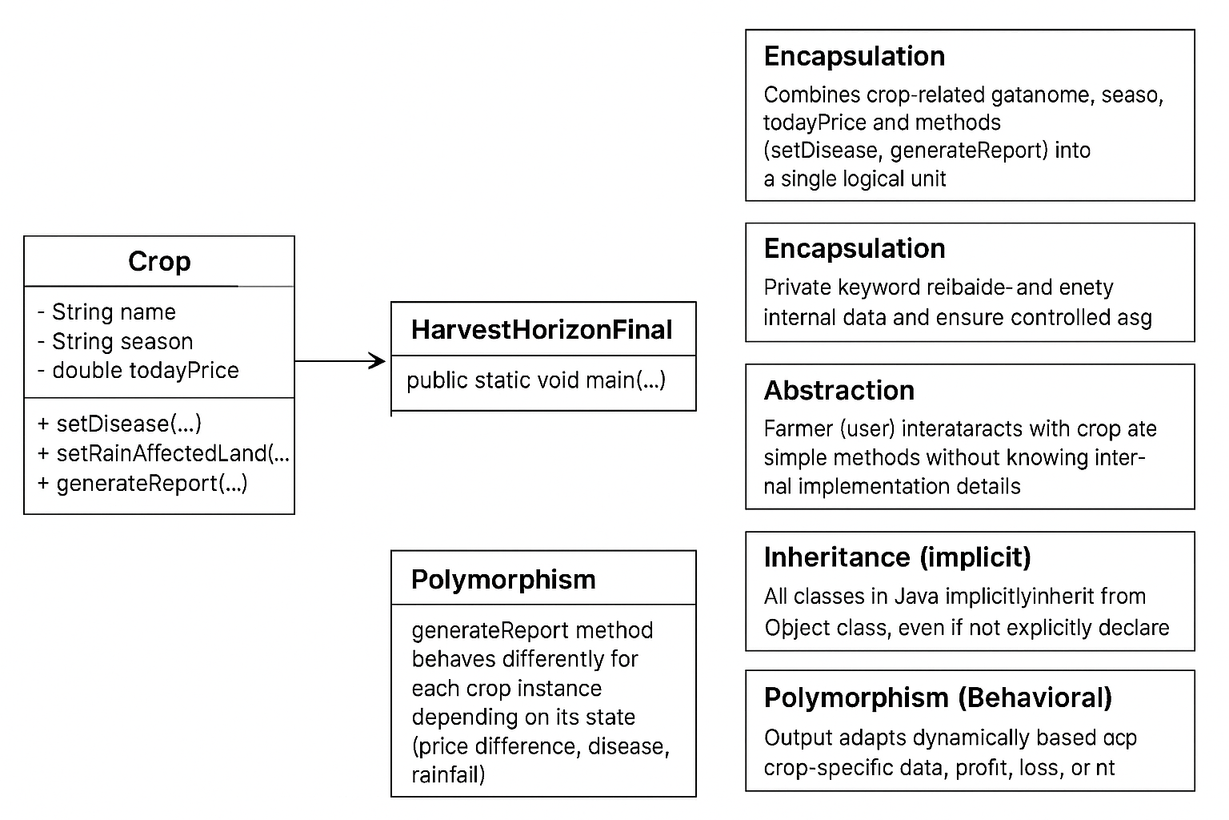 Crop
- String name
- String season
- double todayPrice
+ setDisease(...)
+ setRainAffectedLand(...
+ generateReport(...)
HarvestHorizonFinal
public static void main(...)
Polymorphism
generateReport method
behaves differently for
each crop instance
depending on its state
(price difference, disease,
rainfail)
Encapsulation
Combines crop-related gatanome, seaso,
todayPrice and methods
(setDisease, generateReport) into
a single logical unit
Encapsulation
Private keyword reibaide-and enety
internal data and ensure controlled asg
Abstraction
Farmer (user) interataracts with crop ate
simple methods without knowing inter-
nal implementation details
Inheritance (implicit)
All classes in Java implicitlyinherit from
Object class, even if not explicitly declare
Polymorphism (Behavioral)
Output adapts dynamically based ɑcp
crop-specific data, profit, loss, or nt